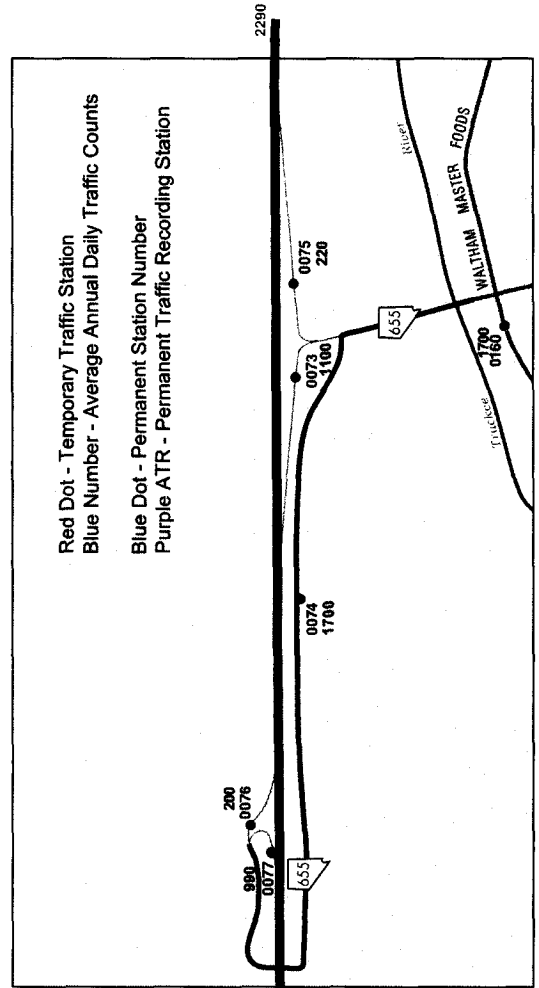 Red Dot - Temporary Traffic Station
Blue Number - Average Annual Daily Traffic Counts
Blue Dot - Permanent Station Number
Purple ATR - Permanent Traffic Recording Station
2290
200
0076
990
0077
655
0074
1700
0073
1100
0075
220
655
River
Truckee
WALTHAM MASTER FOODS
1700
0160